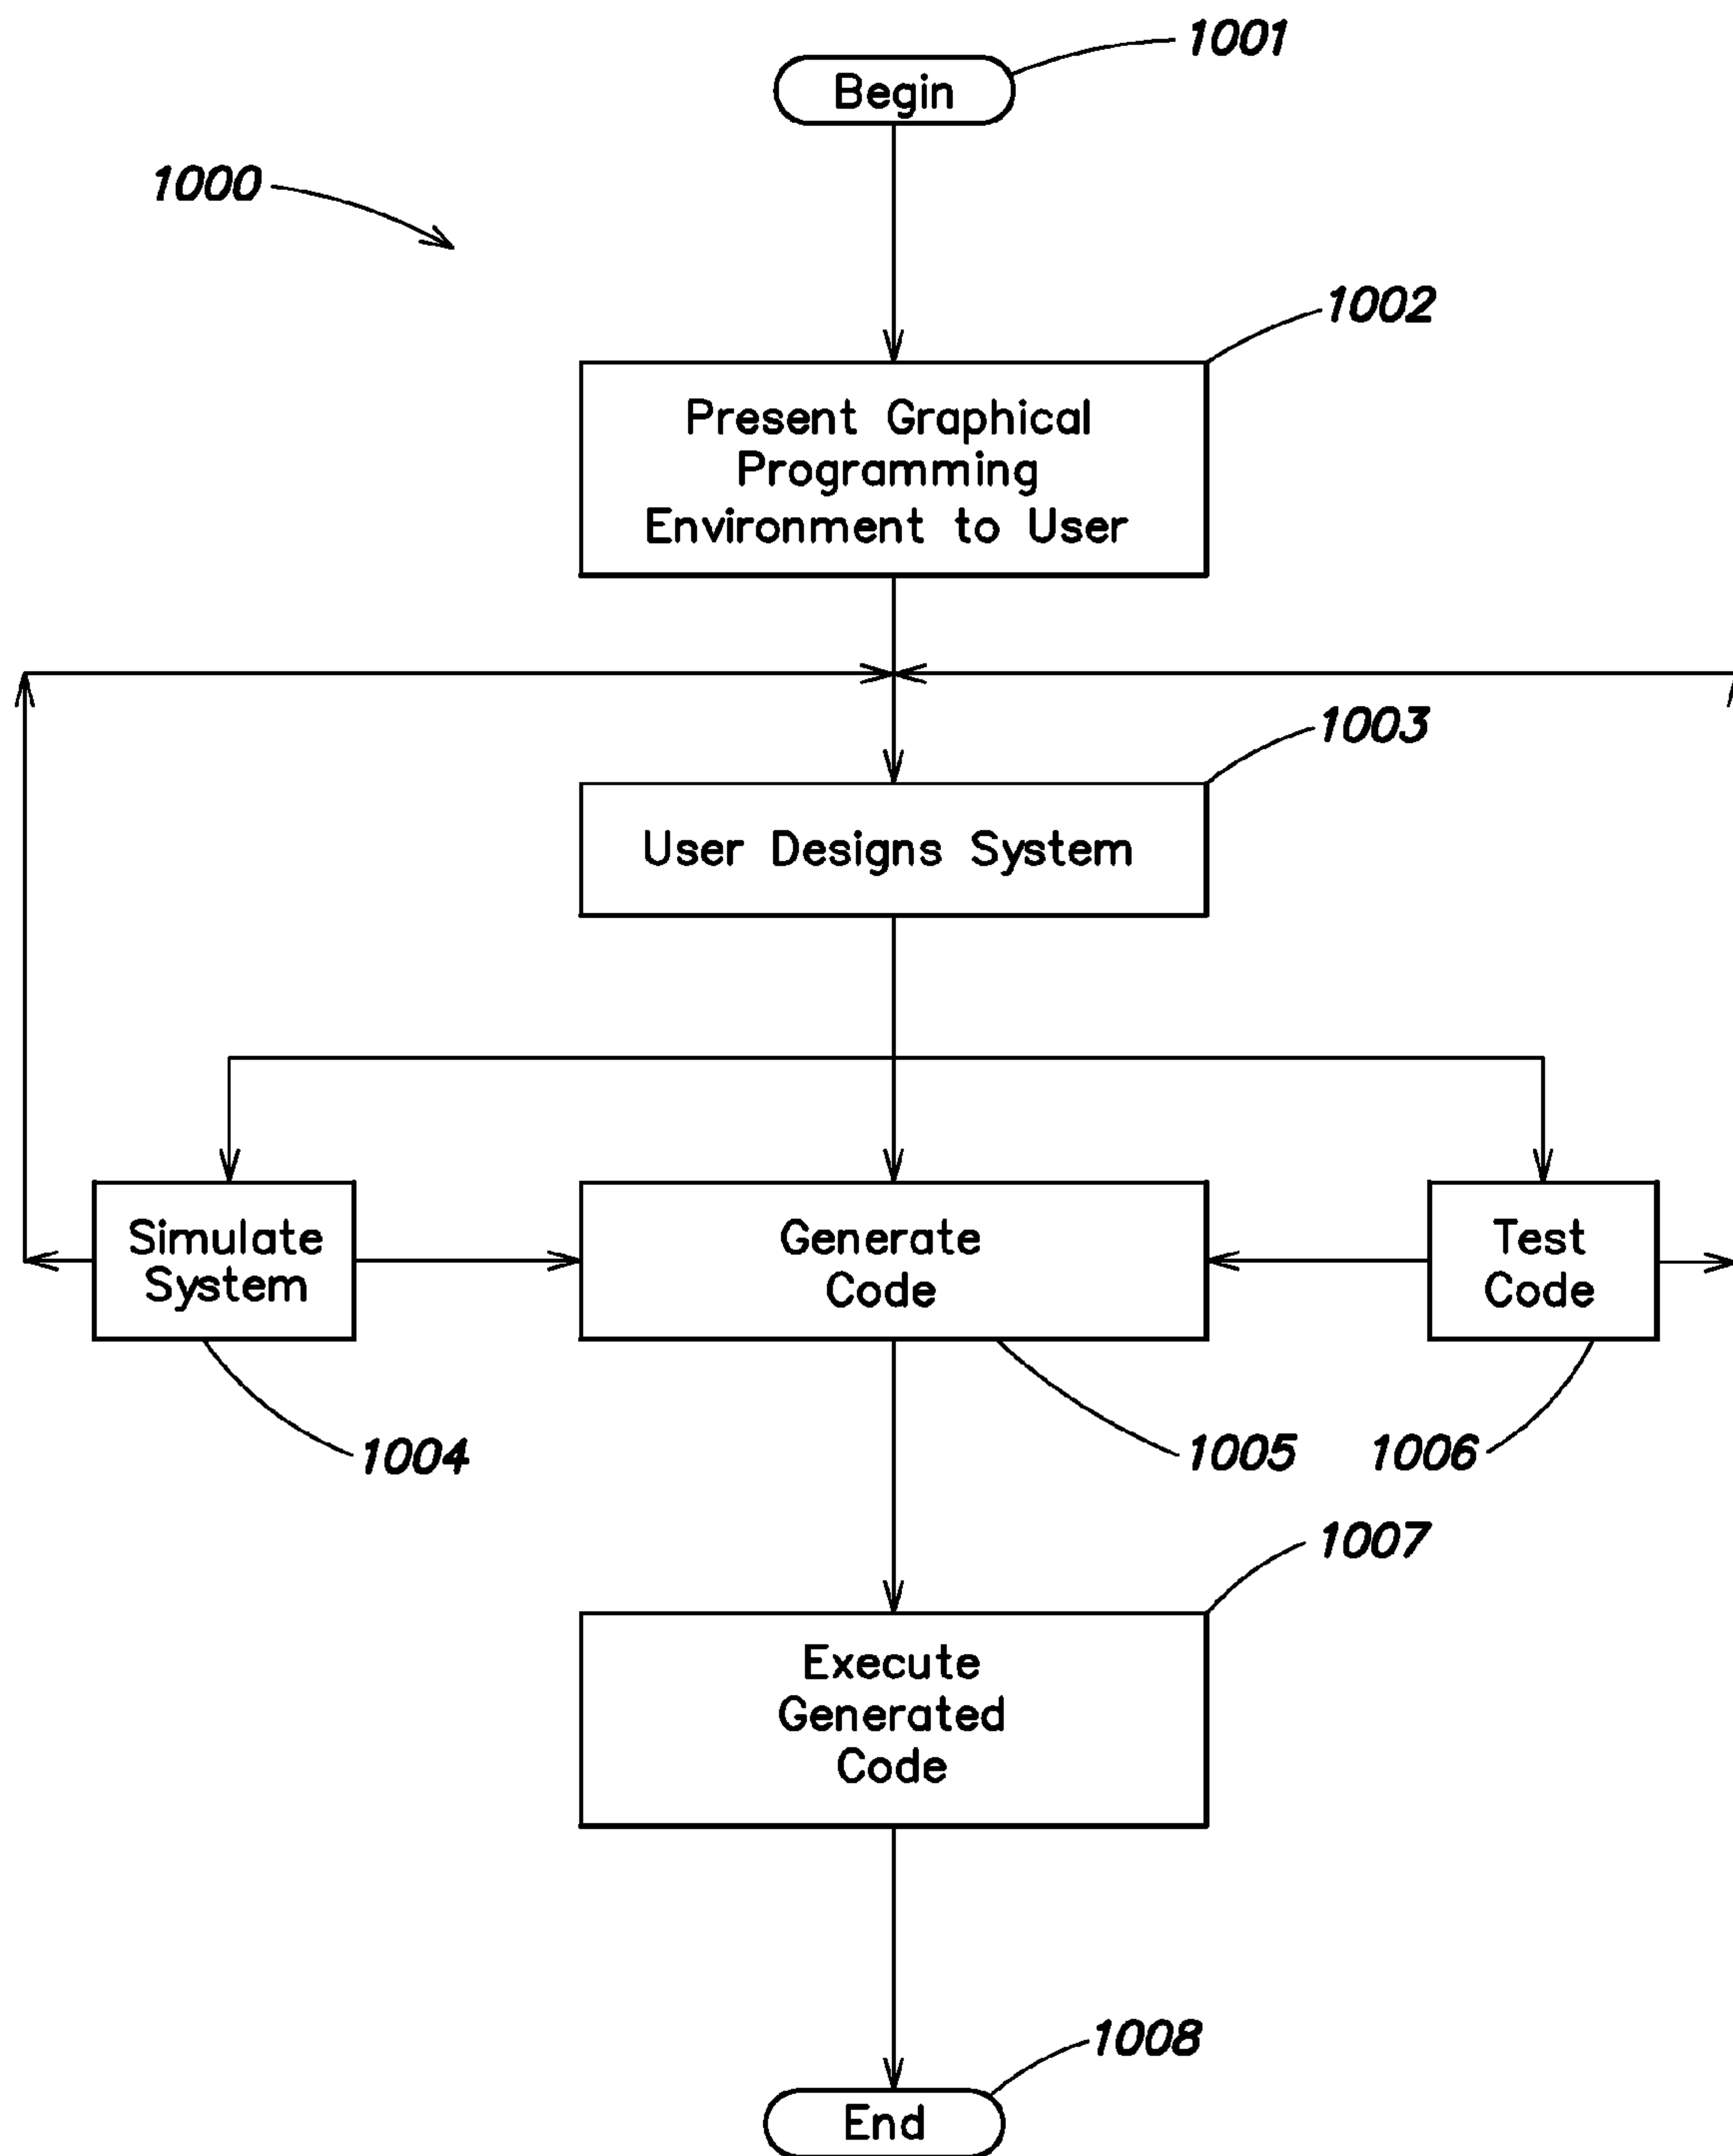 1001
Begin
1000
1002
Present Graphical
Programming
Environment to User
1003
User Designs System
Simulate
System
Generate
Code
Test
Code
1004
1005
1006
1007
Execute
Generated
Code
1008
End